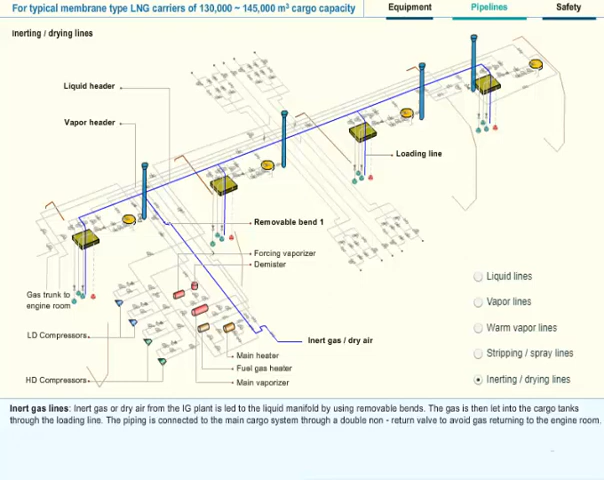 For typical membrane type LNG carriers of 130,000 ~ 145,000 m³ cargo capacity
Equipment
Pipelines
Safety
Inerting / drying lines
Liquid header
Vapor header
Loading line
Removable bend 1
Forcing vaporizer
Demister
Gas trunk to
engine room
LD Compressors
HD Compressors
Inert gas / dry air
Main heater
Fuel gas heater
Main vaporizer
Liquid lines
Vapor lines
Warm vapor lines
Stripping / spray lines
Inerting / drying lines
Inert gas lines: Inert gas or dry air from the IG plant is led to the liquid manifold by using removable bends. The gas is then let into the cargo tanks
through the loading line. The piping is connected to the main cargo system through a double non - return valve to avoid gas returning to the engine room.